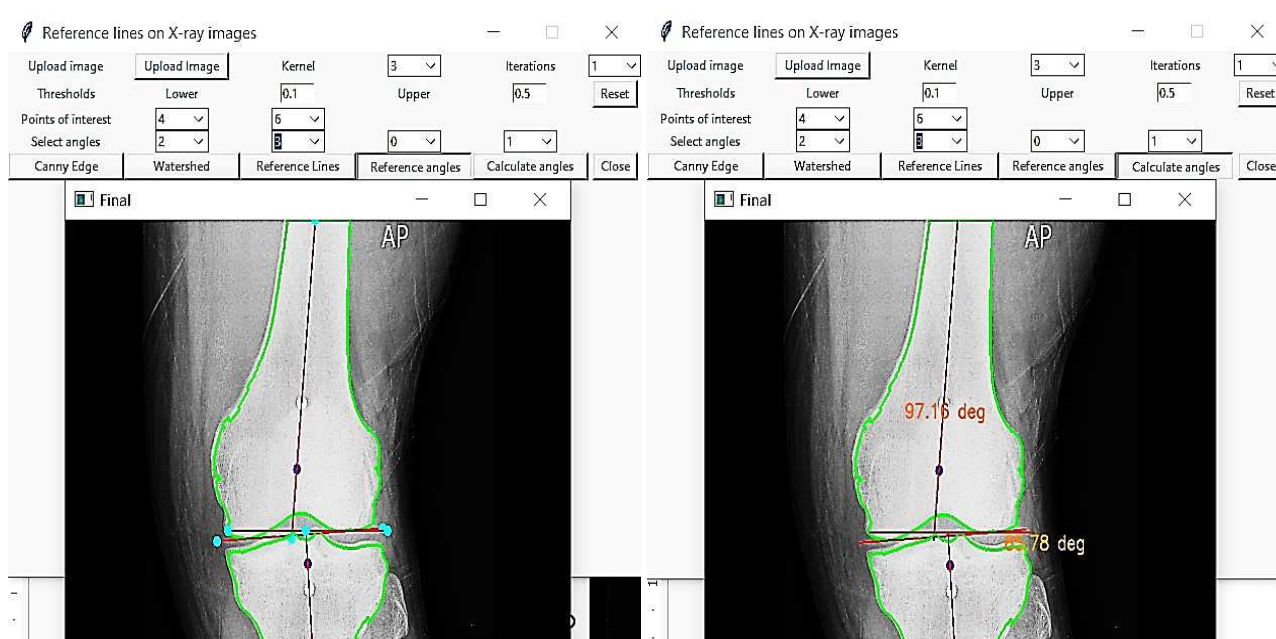 Reference lines on X-ray images
Upload image Upload Image Kernel 3 Iterations 1
Thresholds Lower 0.1 Upper 0.5 Reset
Points of interest 4 6
Select angles 2 3 0 1
Canny Edge Watershed Reference Lines Reference angles Calculate angles Close
Final
AP
Reference lines on X-ray images
Upload image Upload Image Kernel 3 Iterations 1
Thresholds Lower 0.1 Upper 0.5 Reset
Points of interest 4 6
Select angles 2 3 0 1
Canny Edge Watershed Reference Lines Reference angles Calculate angles Close
Final
AP
97.16 deg
85.78 deg